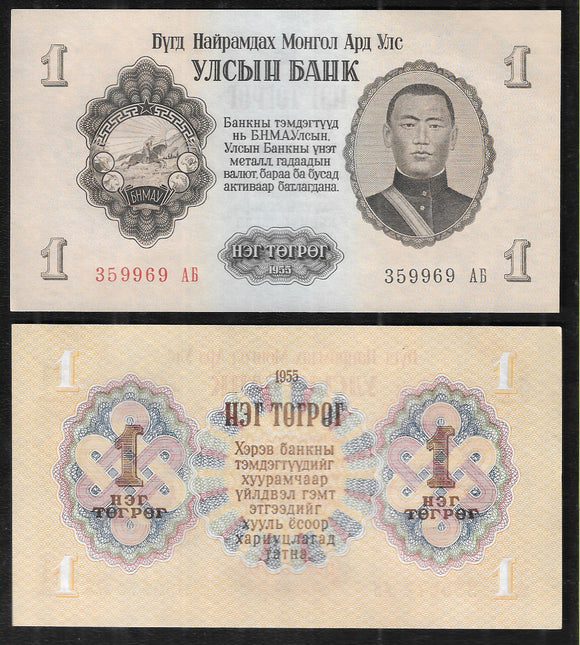 1
Бүгд Найрамдах Монгол Ард Улс
1
УЛСЫН БАНК
Банкны тэмдэгтүүд
нь Б.Н.М.А.Улсын,
Улсын Банкны үнэт
металл, гадаадын
валют, бараа ба бусад
активаар батлагдана.
БНМАУ
1
НЭГ ТӨГРӨГ
1955
1
359969 АБ
359969 АБ
1
1
1955
НЭГ ТӨГРӨГ
1
НЭГ
ТӨГРӨГ
Хэрэв банкны
тэмдэгтүүдийг
хуурамчаар
үйлдвэл гэмт
этгээдийг
хууль ёсоор
хариуцлагад
татна.
1
НЭГ
ТӨГРӨГ
1
1